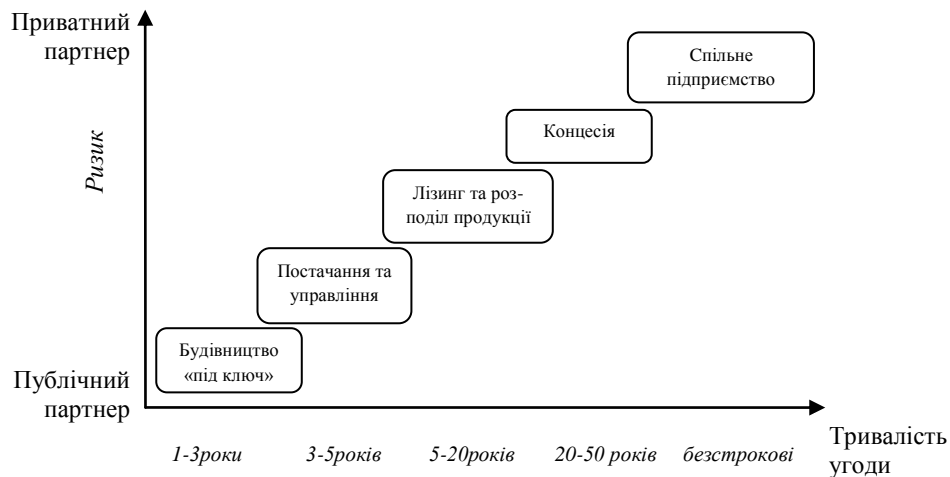 Приватний
партнер
Ризик
Спільне
підприємство
Концесія
Лізинг та роз-
поділ продукції
Постачання та
управління
Будівництво
«під ключ»
Публічний
партнер
1-3роки
3-5років
5-20років
20-50 років
безстрокові
Тривалість
угоди